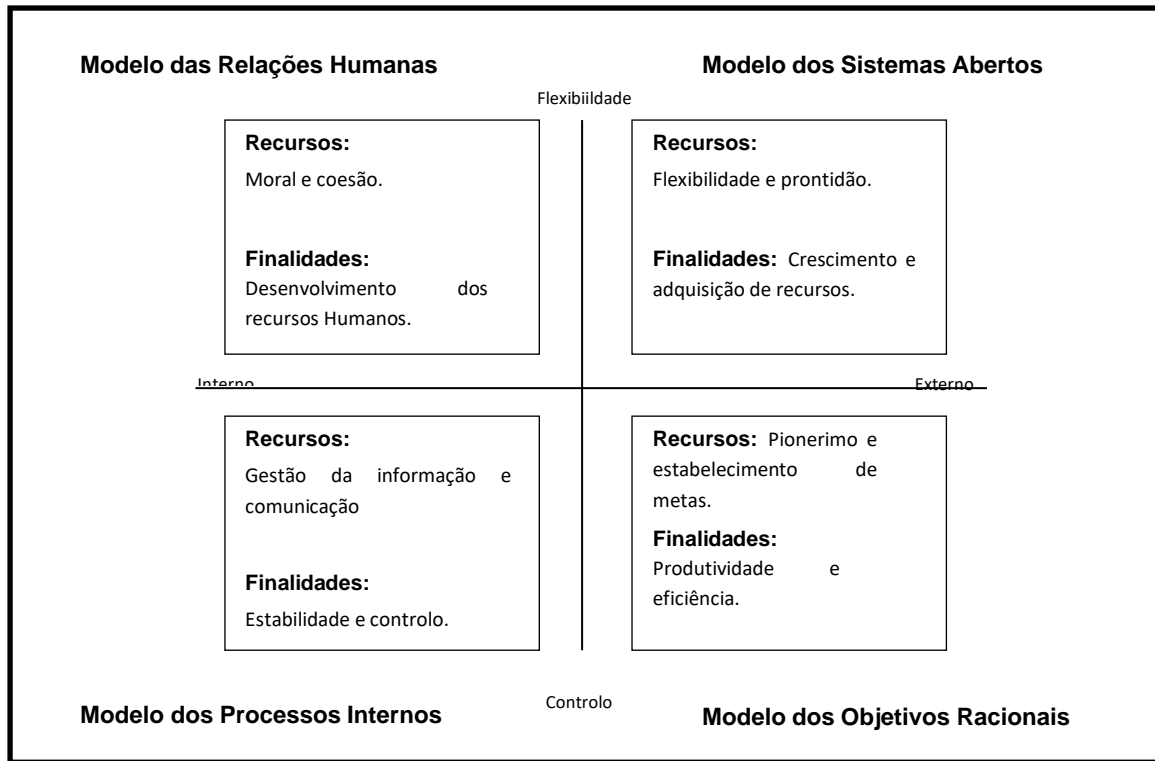 Modelo das Relações Humanas
Modelo dos Sistemas Abertos
Flexibiildade
Recursos:
Moral e coesão.
Finalidades:
Desenvolvimento dos
recursos Humanos.
Recursos:
Flexibilidade e prontidão.
Finalidades: Crescimento e
adquisição de recursos.
Interno
Externo
Recursos:
Gestão da informação e
comunicação
Finalidades:
Estabilidade e controlo.
Recursos: Pionerimo e
estabelecimento de
metas.
Finalidades:
Produtividade e
eficiência.
Controlo
Modelo dos Processos Internos
Modelo dos Objetivos Racionais